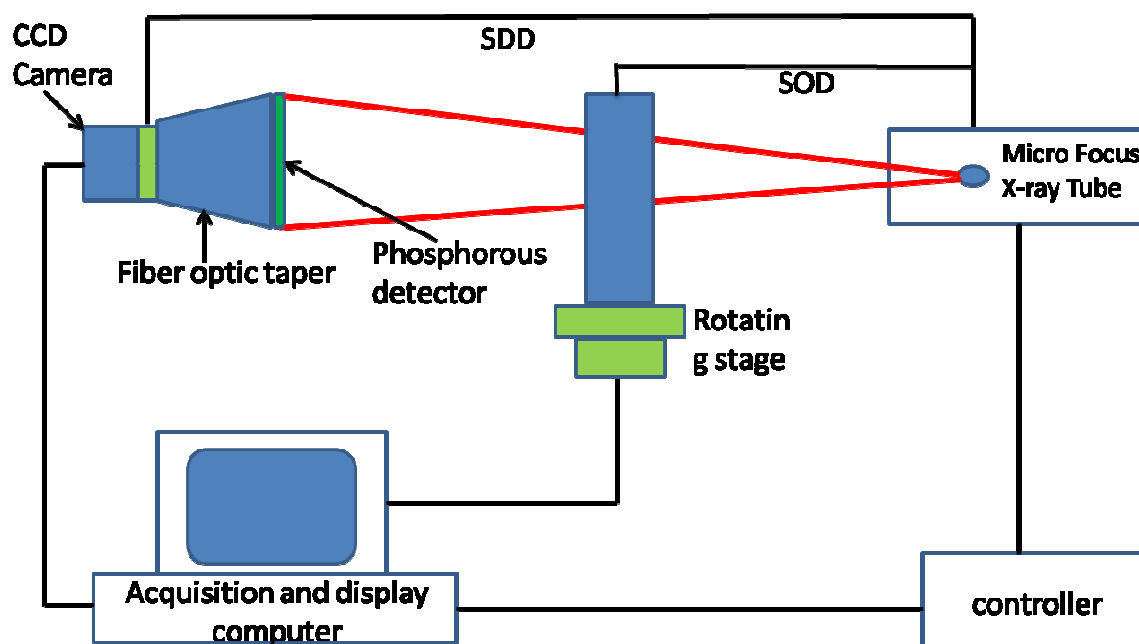 CCD
Camera
SDD
SOD
Micro Focus
X-ray Tube
Fiber optic taper
Phosphorous
detector
Rotatin
g stage
Acquisition and display
computer
controller